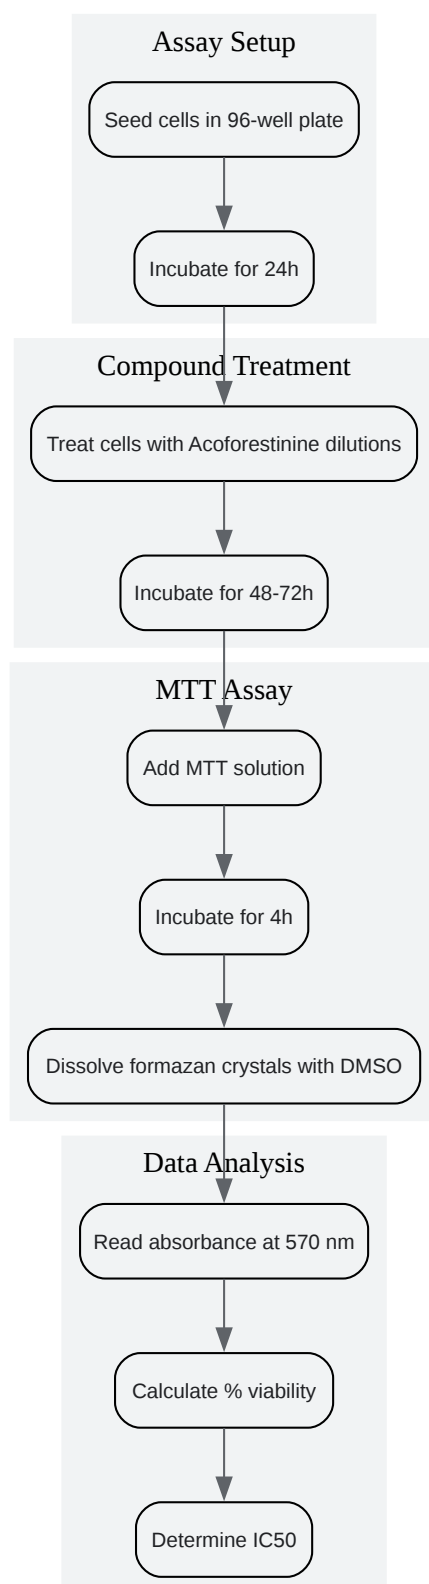 Assay Setup
Seed cells in 96-well plate
Incubate for 24h
Compound Treatment
Treat cells with Acoforestinine dilutions
Incubate for 48-72h
MTT Assay
Add MTT solution
Incubate for 4h
Dissolve formazan crystals with DMSO
Data Analysis
Read absorbance at 570 nm
Calculate % viability
Determine IC50